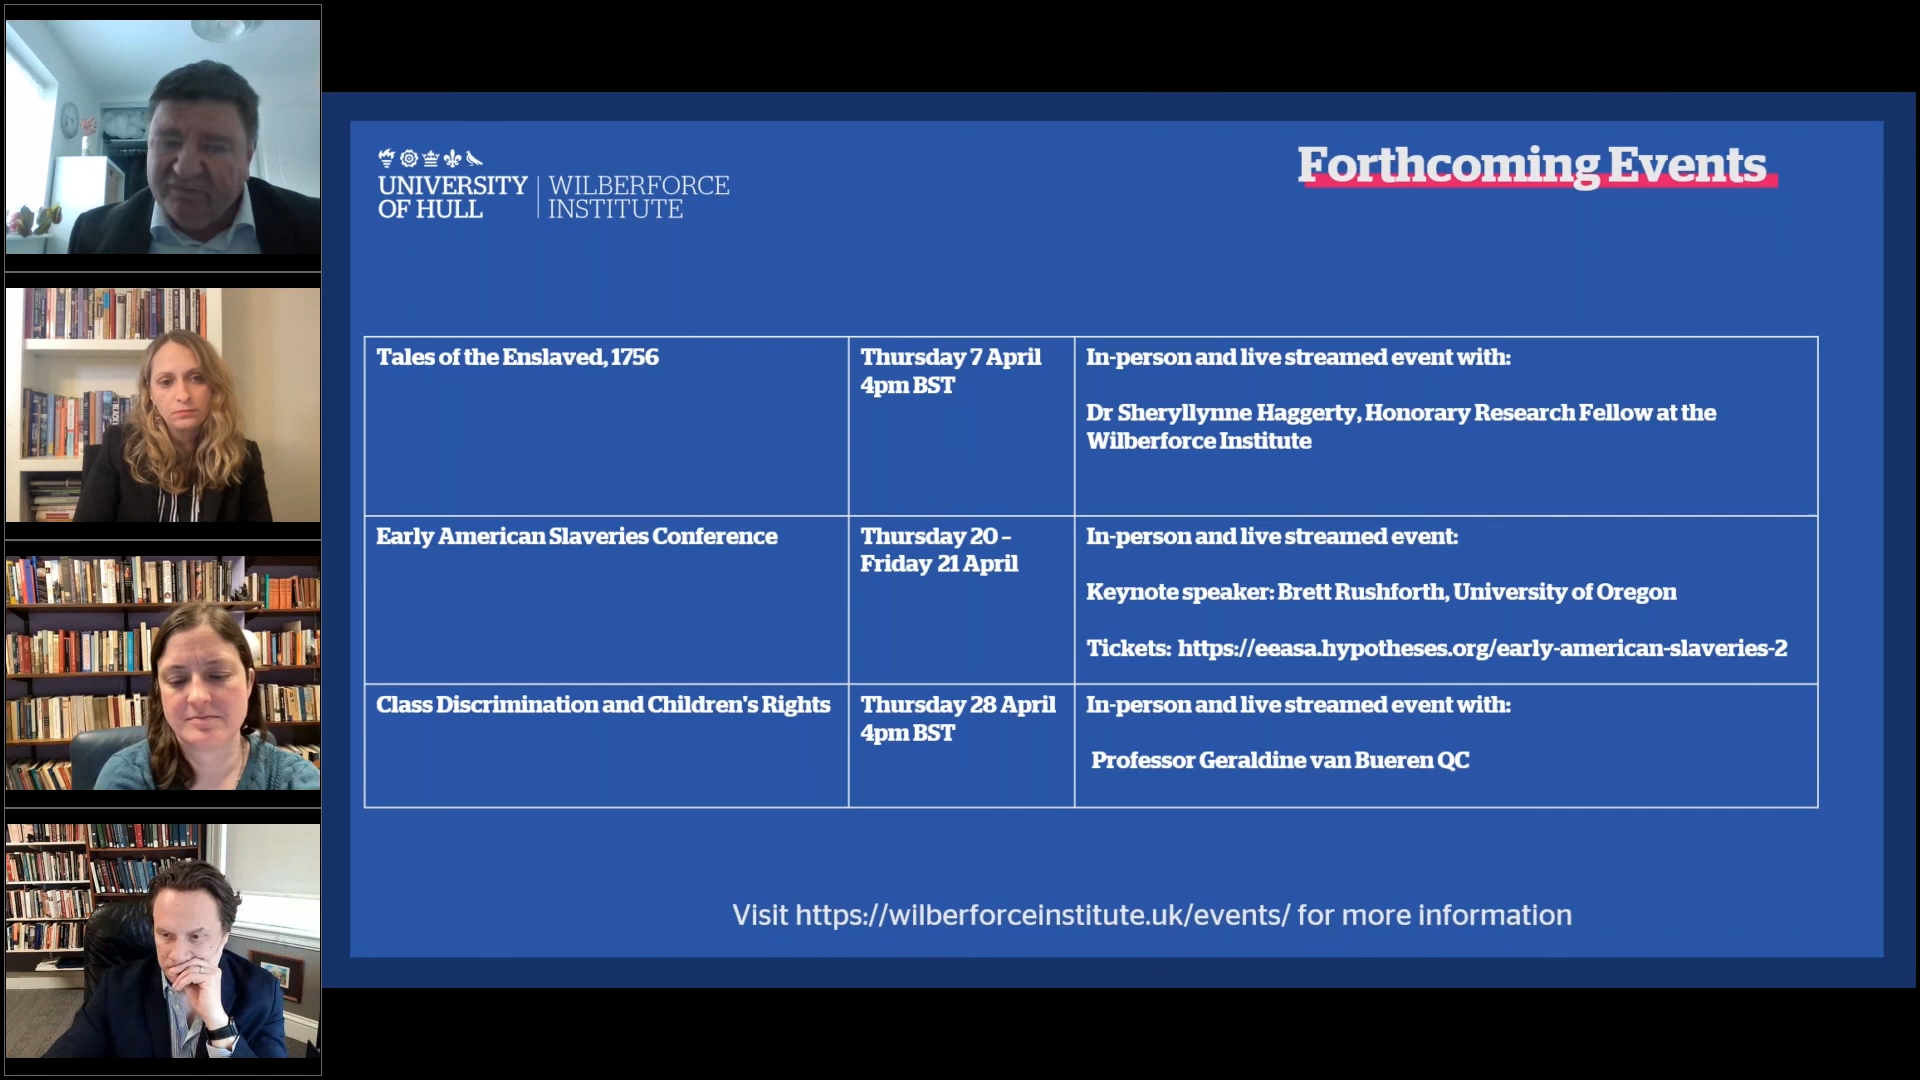 UNIVERSITY OF HULL
WILBERFORCE INSTITUTE
Forthcoming Events
Tales of the Enslaved, 1756
Thursday 7 April
4pm BST
In-person and live streamed event with:
Dr Sheryllynne Haggerty, Honorary Research Fellow at the
Wilberforce Institute
Early American Slaveries Conference
Thursday 20 –
Friday 21 April
In-person and live streamed event:
Keynote speaker: Brett Rushforth, University of Oregon
Tickets: https://eeasa.hypotheses.org/early-american-slaveries-2
Class Discrimination and Children's Rights
Thursday 28 April
4pm BST
In-person and live streamed event with:
Professor Geraldine van Bueren QC
Visit https://wilberforceinstitute.uk/events/ for more information